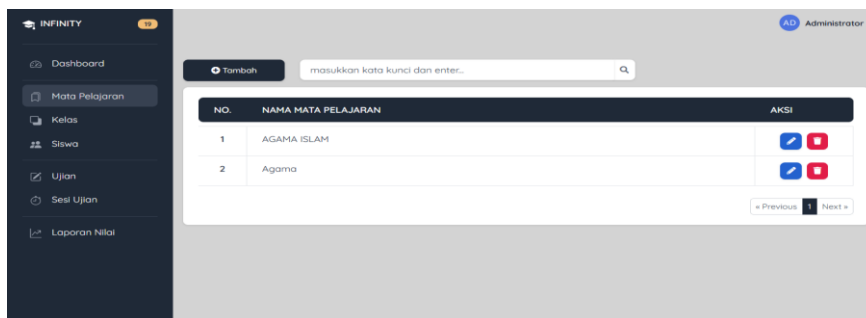 INFINITY 19
Dashboard
Mata Pelajaran
Kelas
Siswa
Ujian
Sesi Ujian
Laporan Nilai
AD Administrator
Tambah masukkan kata kunci dan enter...
NO. NAMA MATA PELAJARAN AKSI
1 AGAMA ISLAM
2 Agama
« Previous 1 Next »